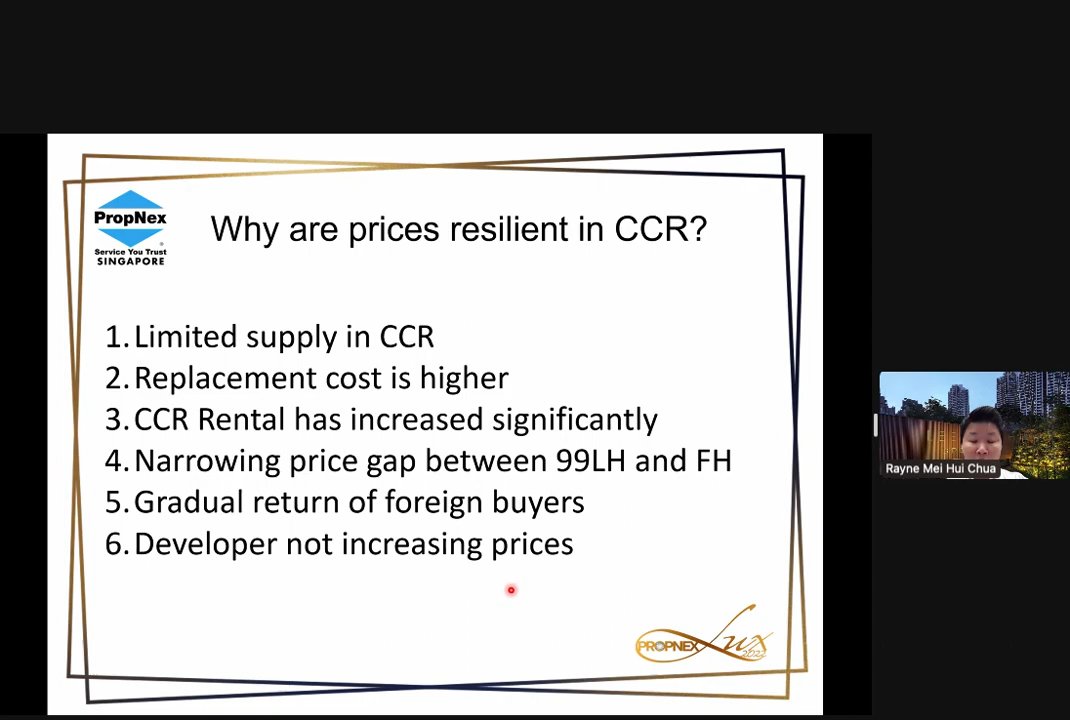 PropNex
Service You Trust
SINGAPORE
Why are prices resilient in CCR?
1. Limited supply in CCR
2. Replacement cost is higher
3. CCR Rental has increased significantly
4. Narrowing price gap between 99LH and FH
5. Gradual return of foreign buyers
6. Developer not increasing prices
Rayne Mei Hui Chua
PROPNEX Lux
2022